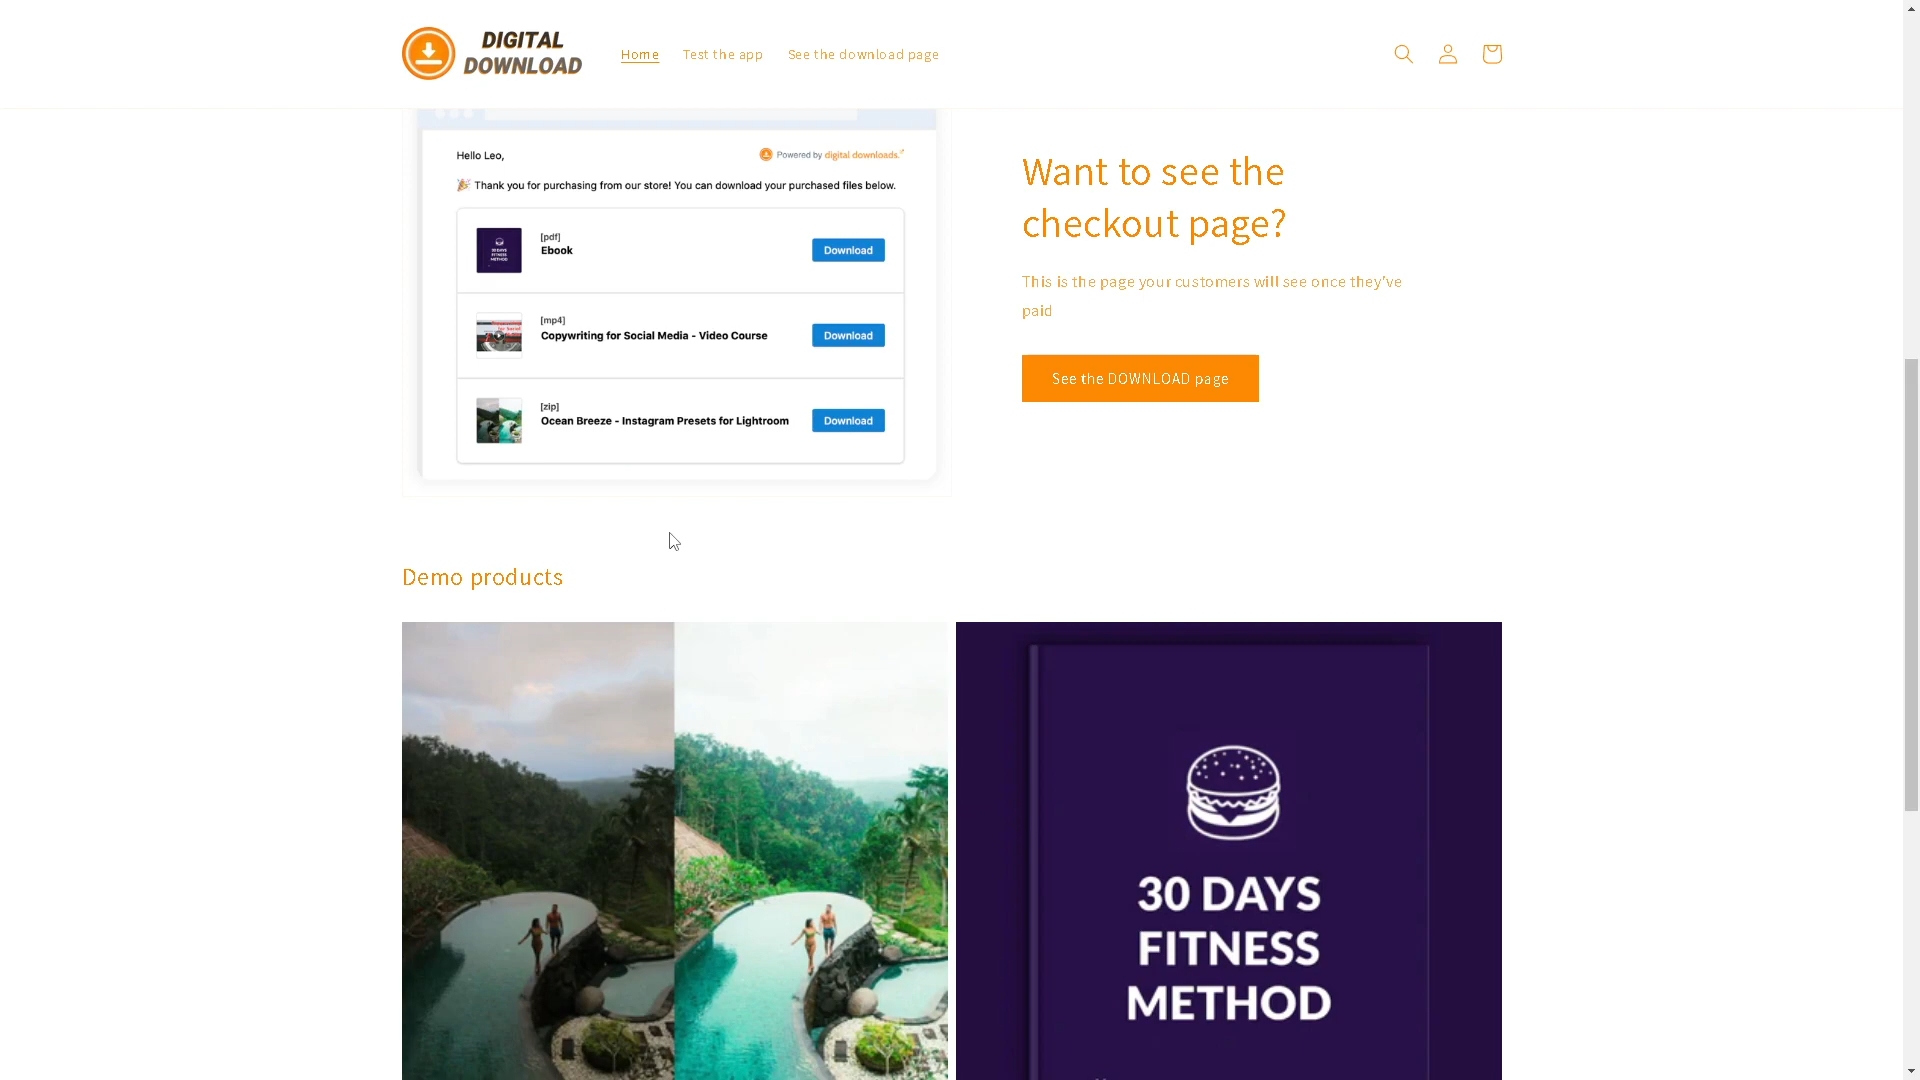 DIGITAL
DOWNLOAD
Home
Test the app
See the download page
Hello Leo,
Powered by digital downloads.
Thank you for purchasing from our store! You can download your purchased files below.
[pdf]
Ebook
Download
30 DAYS
FITNESS
METHOD
[mp4]
Copywriting for Social Media - Video Course
Download
[zip]
Ocean Breeze - Instagram Presets for Lightroom
Download
Want to see the
checkout page?
This is the page your customers will see once they've
paid
See the DOWNLOAD page
Demo products
30 DAYS
FITNESS
METHOD